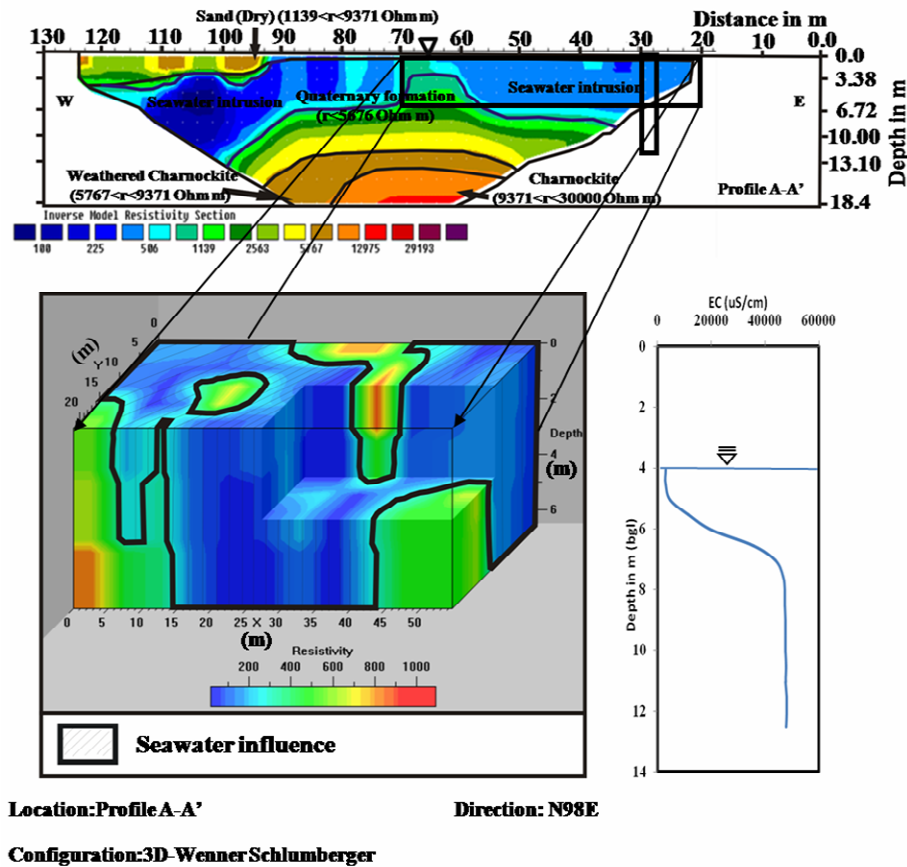 Sand (Dry) (1139<r<9371 Ohm m)
Distance in m
130 120 110 100 90 80 70 60 50 40 30 20 10 0.0
0.0
3.38
6.72
10.00
13.10
18.4
Depth in m
W
Seawater intrusion
Quaternary formation
(r<5676 Ohm m)
Seawater intrusion
E
Weathered Charnockite
(5767<r<9371 Ohm m)
Charnockite
(9371<r<30000 Ohm m)
Profile A-A’
Inverse Model Resistivity Section
100 225 506 1139 2563 5767 12975 29193
(m)
0
5
Y 10
15
20
0
2
Depth
4
(m)
6
0 5 10 15 20 25 X 30 35 40 45 50
(m)
Resistivity
200 400 600 800 1000
Seawater influence
EC (uS/cm)
0 20000 40000 60000
0
2
4
6
8
10
12
14
Depth in m (bgl)
Location:Profile A-A’
Direction: N98E
Configuration:3D-Wenner Schlumberger